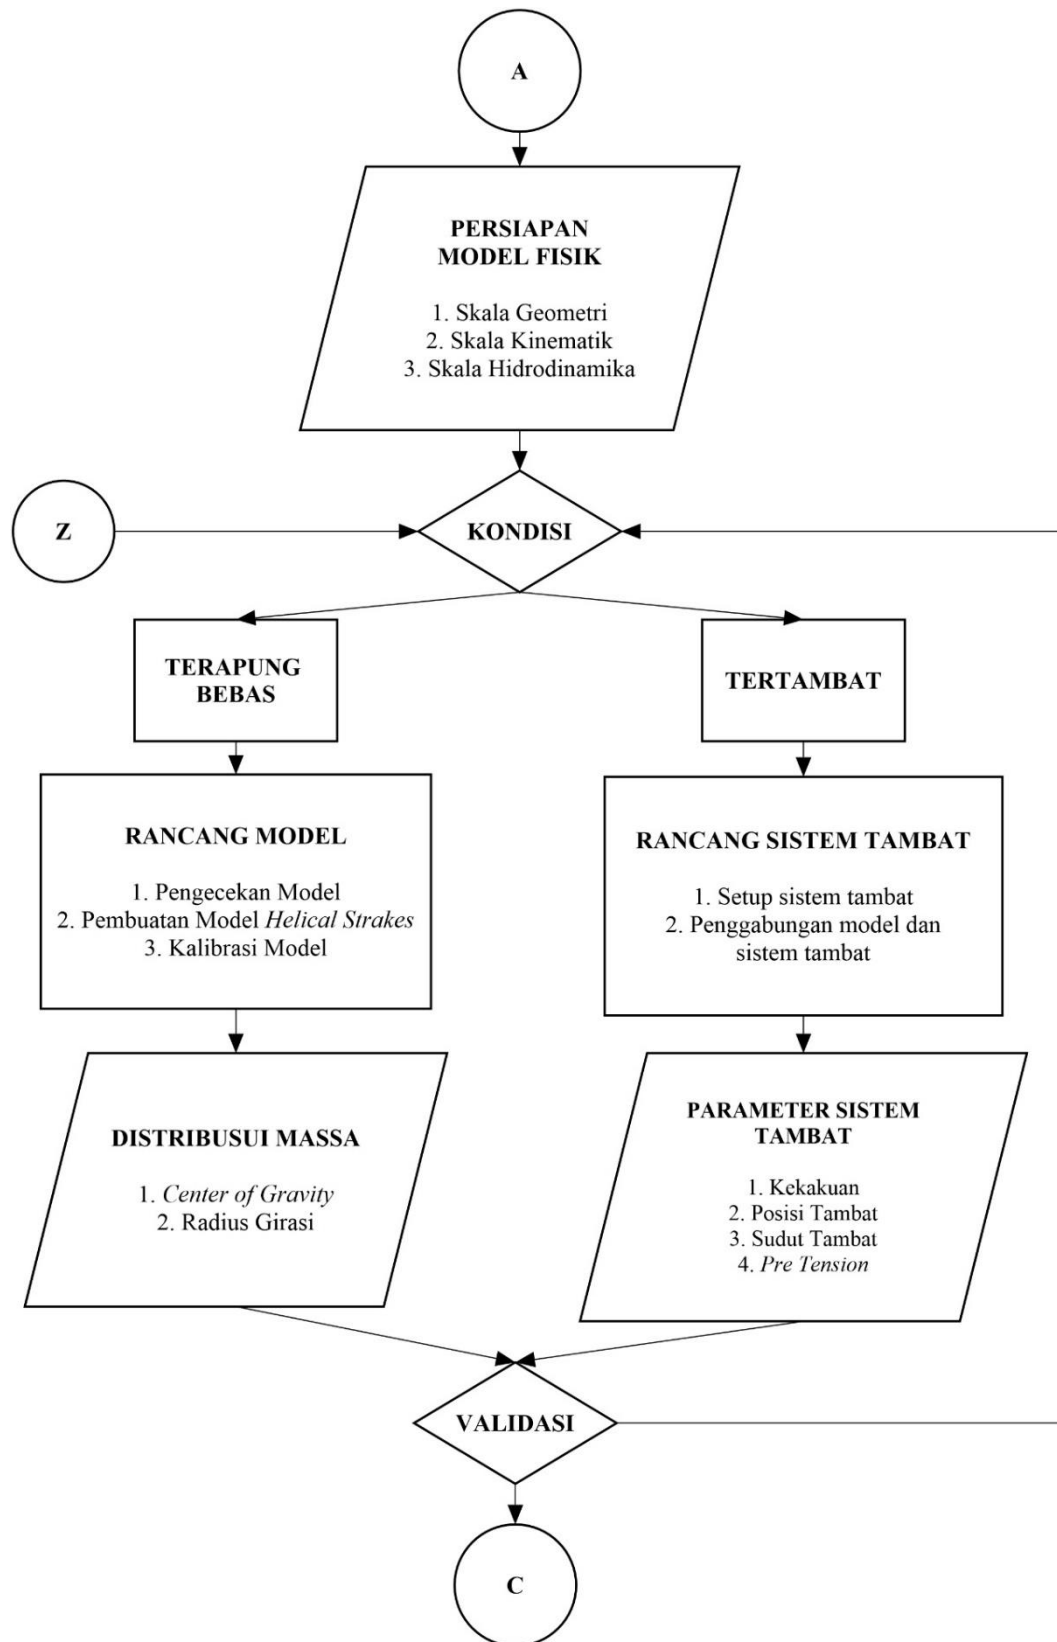 A
PERSIAPAN
MODEL FISIK
1. Skala Geometri
2. Skala Kinematik
3. Skala Hidrodinamika
Z
KONDISI
TERAPUNG
BEBAS
TERTAMBAT
RANCANG MODEL
1. Pengecekan Model
2. Pembuatan Model Helical Strakes
3. Kalibrasi Model
RANCANG SISTEM TAMBAT
1. Setup sistem tambat
2. Penggabungan model dan
sistem tambat
DISTRIBUSUI MASSA
1. Center of Gravity
2. Radius Girasi
PARAMETER SISTEM
TAMBAT
1. Kekakuan
2. Posisi Tambat
3. Sudut Tambat
4. Pre Tension
VALIDASI
C